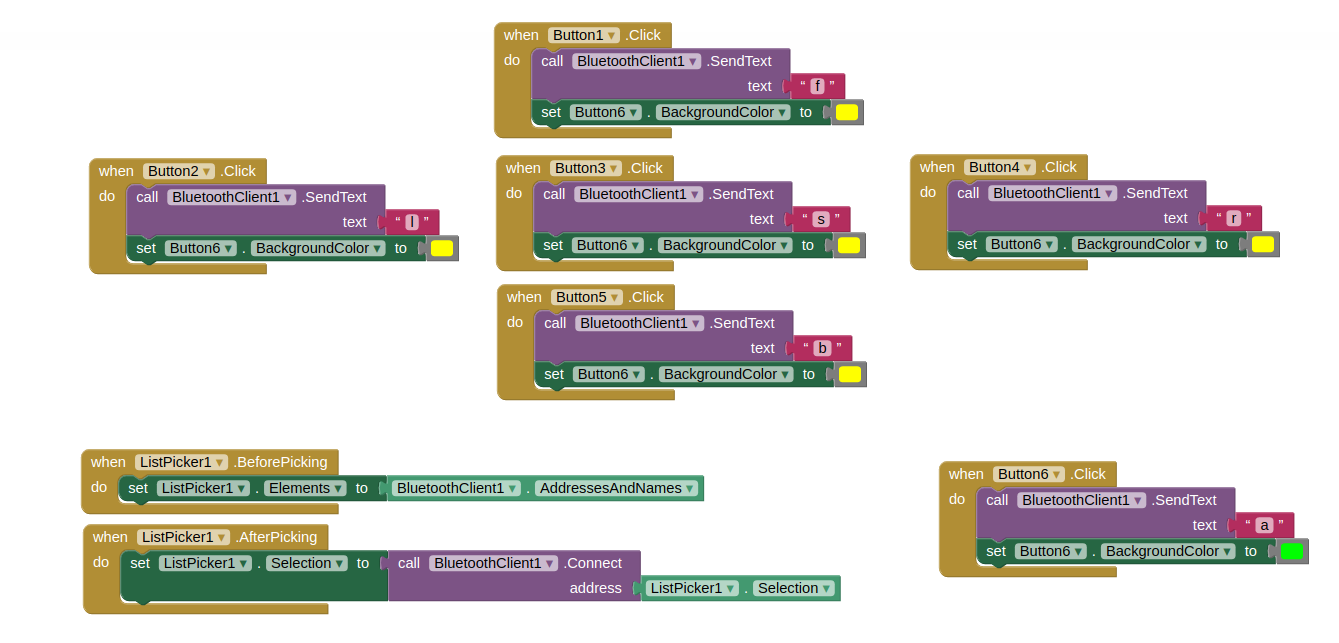 when Button1 .Click
do call BluetoothClient1 .SendText
text “ f ”
set Button6 . BackgroundColor to
when Button2 .Click
do call BluetoothClient1 .SendText
text “ l ”
set Button6 . BackgroundColor to
when Button3 .Click
do call BluetoothClient1 .SendText
text “ s ”
set Button6 . BackgroundColor to
when Button4 .Click
do call BluetoothClient1 .SendText
text “ r ”
set Button6 . BackgroundColor to
when Button5 .Click
do call BluetoothClient1 .SendText
text “ b ”
set Button6 . BackgroundColor to
when ListPicker1 .BeforePicking
do set ListPicker1 . Elements to BluetoothClient1 . AddressesAndNames
when ListPicker1 .AfterPicking
do set ListPicker1 . Selection to call BluetoothClient1 .Connect
address ListPicker1 . Selection
when Button6 .Click
do call BluetoothClient1 .SendText
text “ a ”
set Button6 . BackgroundColor to